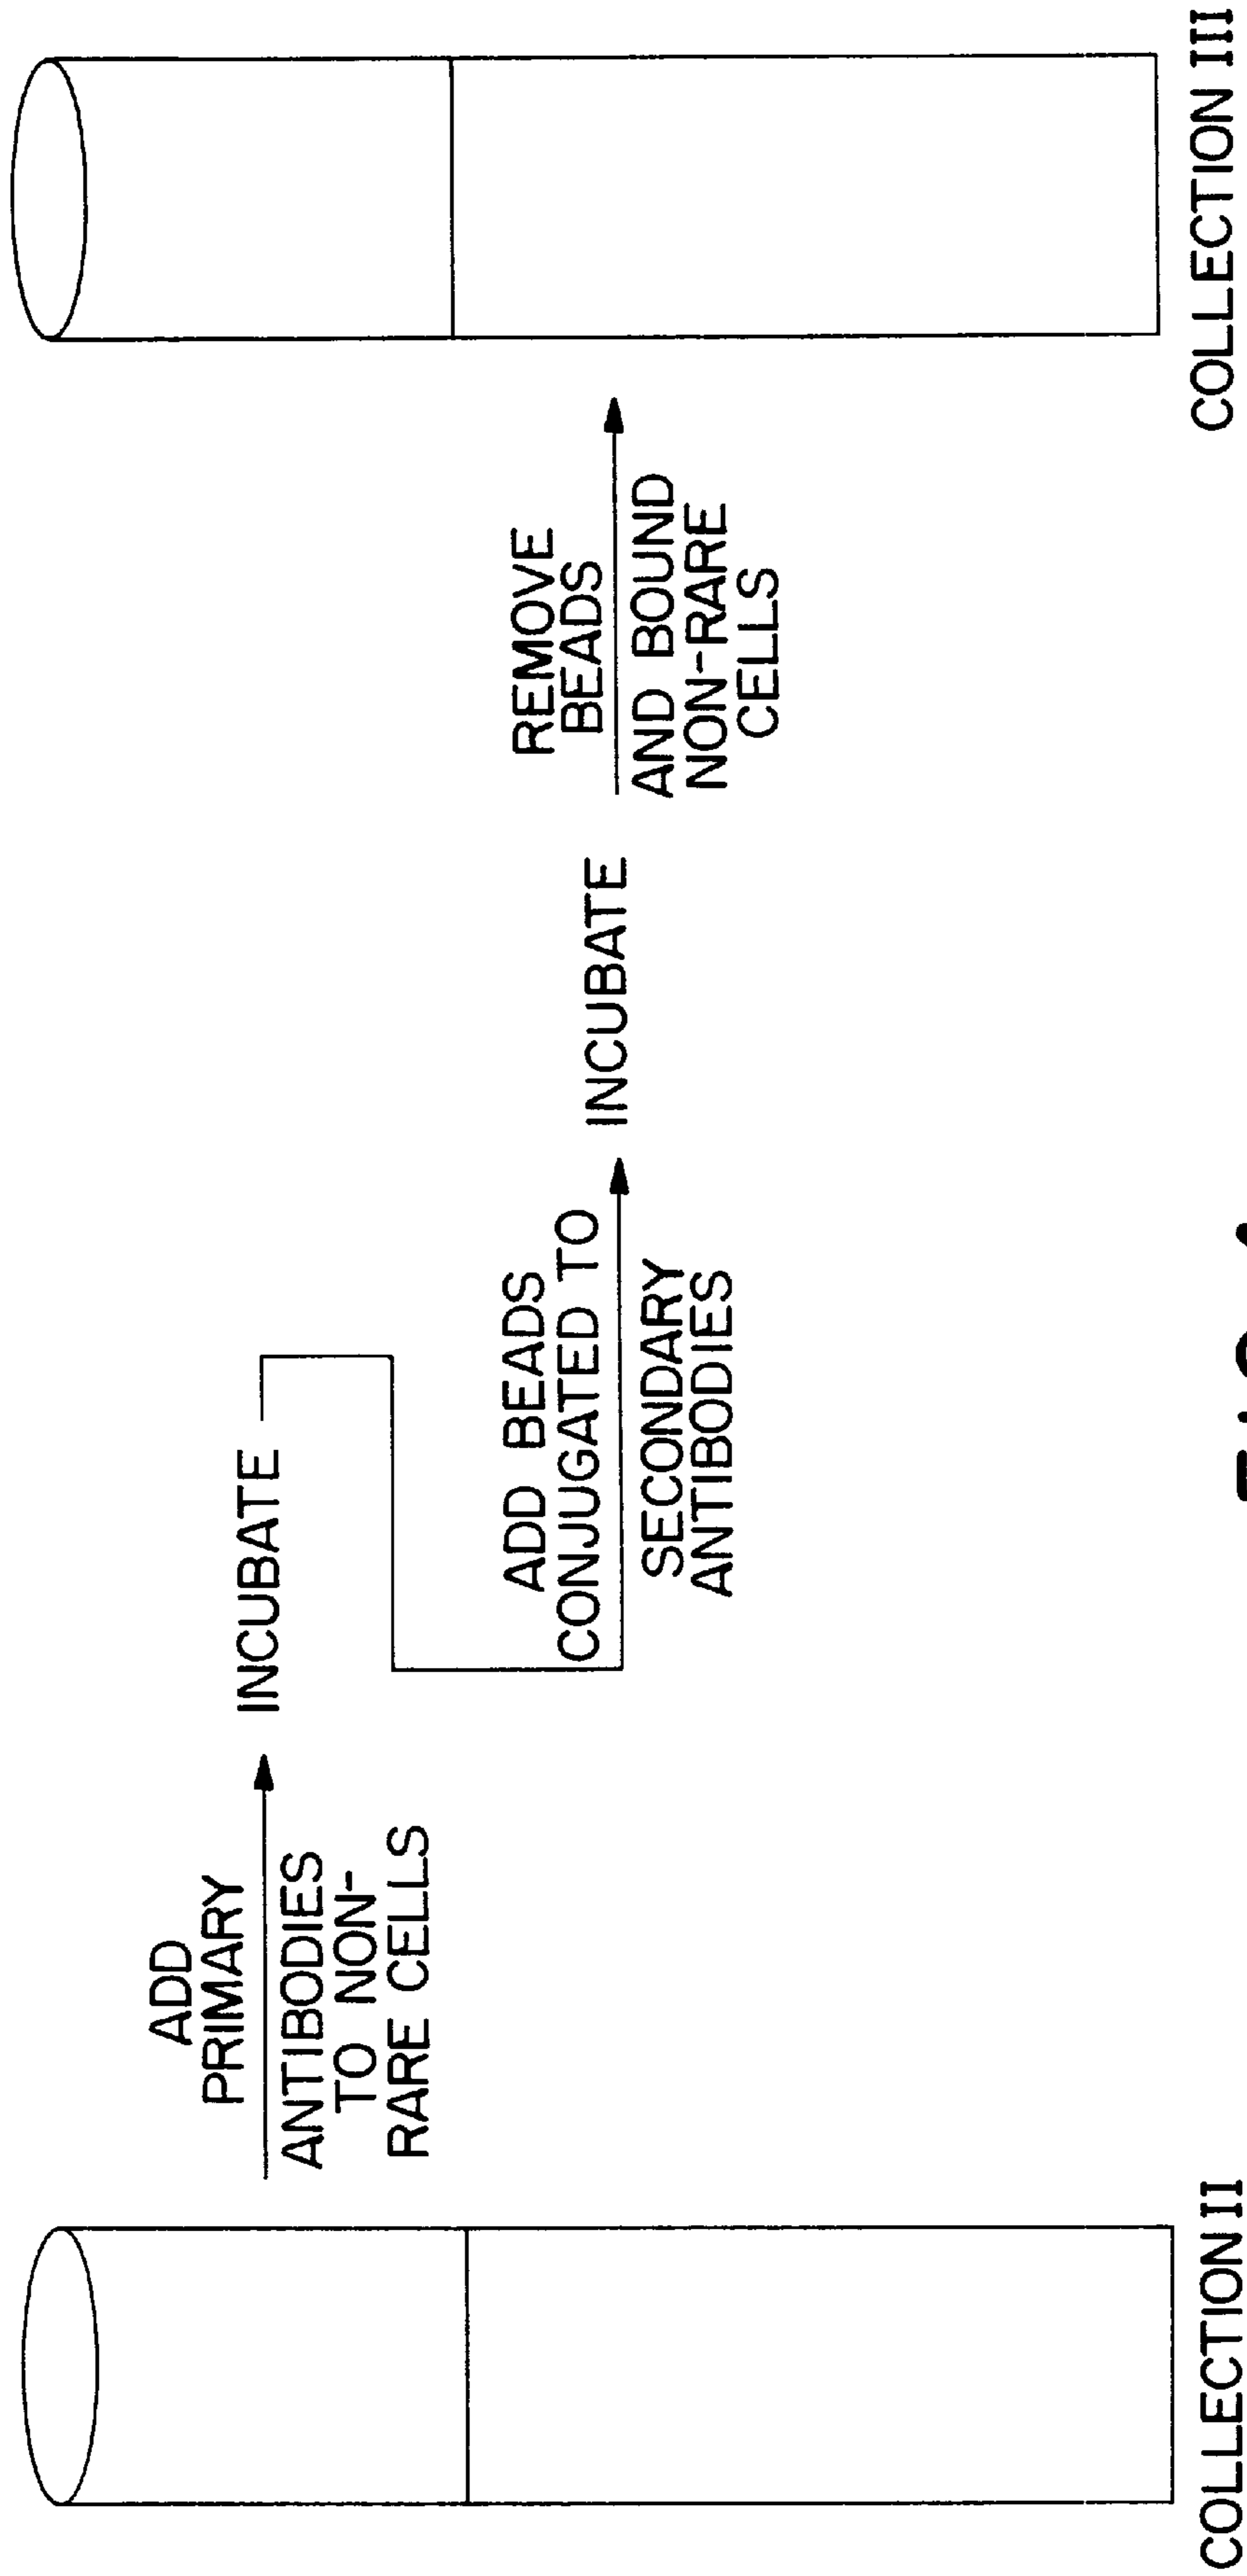 ADD
PRIMARY
ANTIBODIES
TO NON-
RARE CELLS
INCUBATE
ADD BEADS
CONJUGATED TO
SECONDARY
ANTIBODIES
INCUBATE
REMOVE
BEADS
AND BOUND
NON-RARE
CELLS
COLLECTION II
COLLECTION III